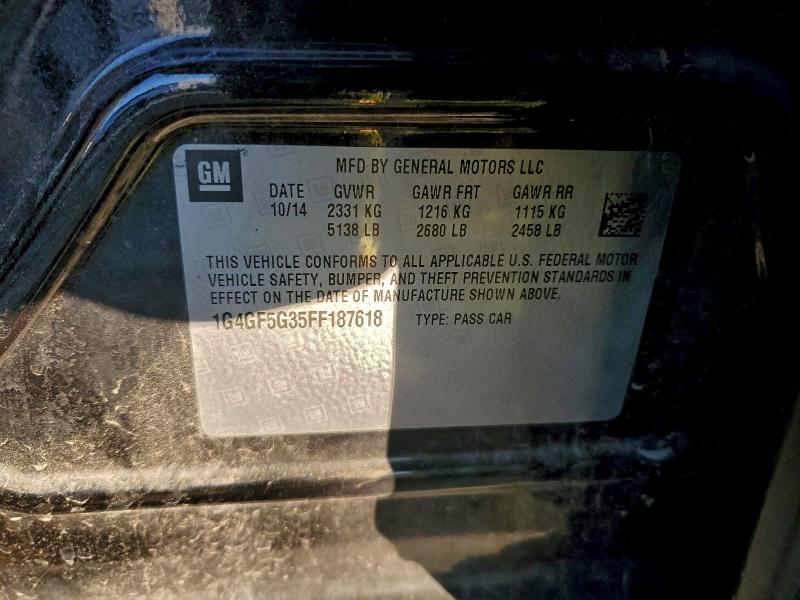 GM
MFD BY GENERAL MOTORS LLC
DATE GVWR GAWR FRT GAWR RR
10/14 2331 KG 1216 KG 1115 KG
5138 LB 2680 LB 2458 LB
THIS VEHICLE CONFORMS TO ALL APPLICABLE U.S. FEDERAL MOTOR
VEHICLE SAFETY, BUMPER, AND THEFT PREVENTION STANDARDS IN
EFFECT ON THE DATE OF MANUFACTURE SHOWN ABOVE.
1G4GF5G35FF187618 TYPE: PASS CAR